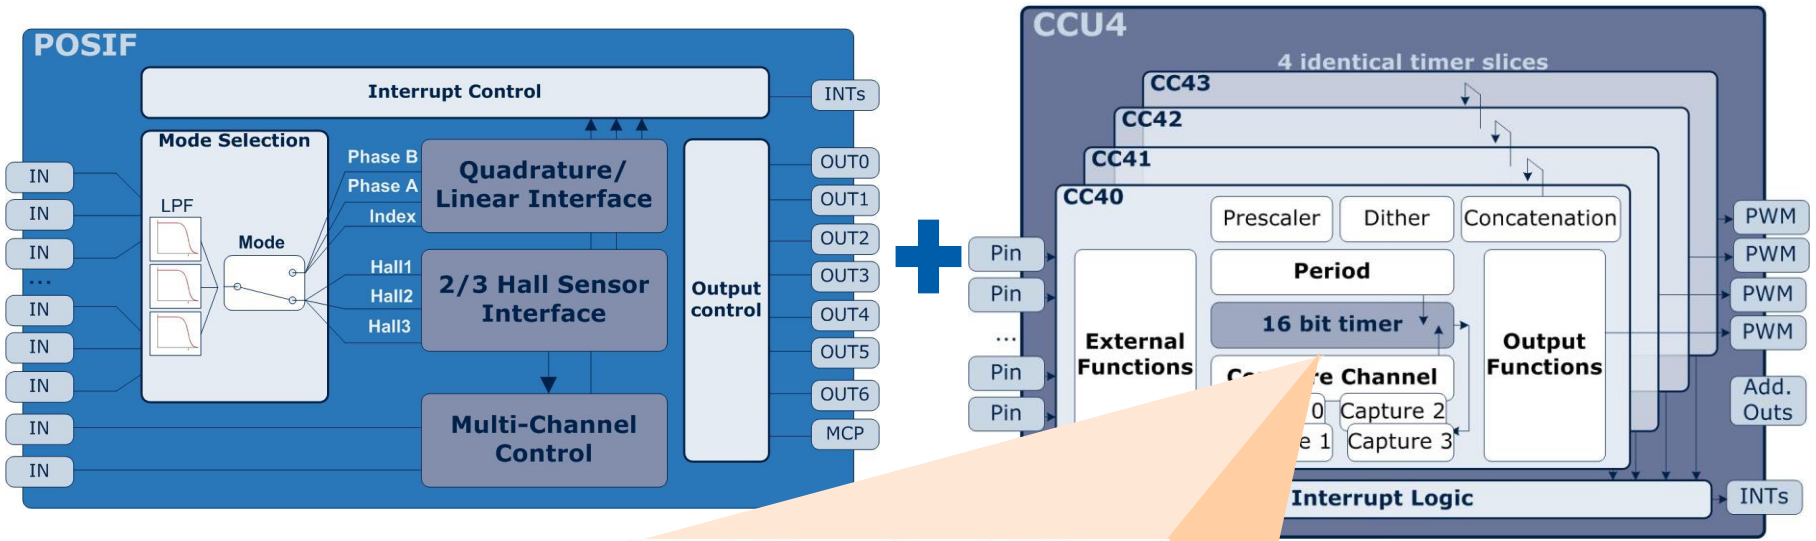 POSIF
Interrupt Control
INTs
Mode Selection
LPF
Mode
IN
IN
IN
...
IN
IN
IN
IN
IN
Phase B
Phase A
Index
Hall1
Hall2
Hall3
Quadrature/
Linear Interface
2/3 Hall Sensor
Interface
Multi-Channel
Control
Output
control
OUT0
OUT1
OUT2
OUT3
OUT4
OUT5
OUT6
MCP
CCU4
4 identical timer slices
CC43
CC42
CC41
CC40
Pin
Pin
...
Pin
Pin
External
Functions
Prescaler
Dither
Concatenation
Period
16 bit timer
Channel
0
Capture 2
e 1
Capture 3
Output
Functions
PWM
PWM
PWM
PWM
Add.
Outs
Interrupt Logic
INTs